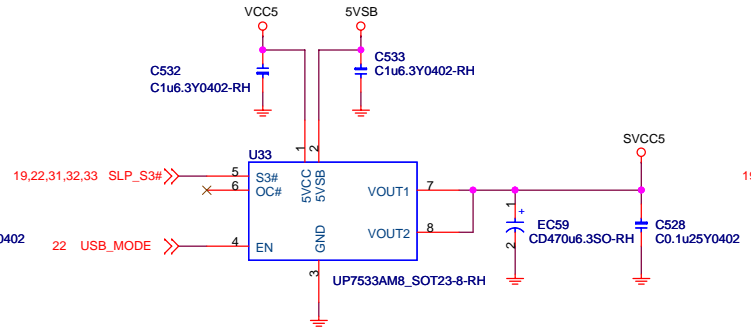 VCC5
5VSB
C532
C1u6.3Y0402-RH
C533
C1u6.3Y0402-RH
SVCC5
1
2
U33
19,22,31,32,33 SLP_S3#
5
S3#
6
OC#
5VCC
5VSB
VOUT1
7
VOUT2
8
0402
22 USB_MODE
4
EN
GND
3
UP7533AM8_SOT23-8-RH
1
+
2
EC59
CD470u6.3SO-RH
C528
C0.1u25Y0402